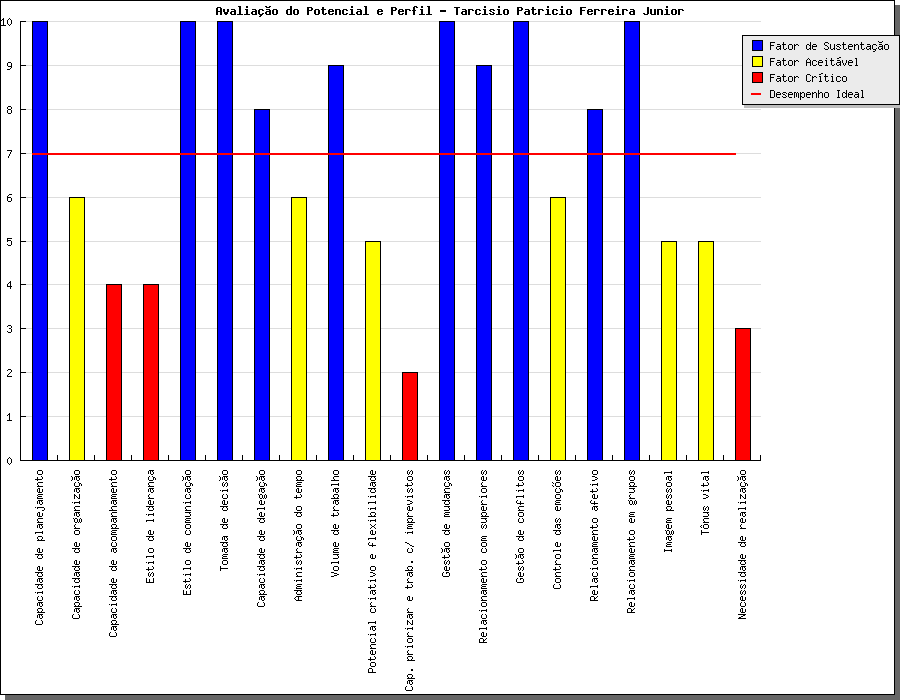 Avaliação do Potencial e Perfil - Tarcisio Patricio Ferreira Junior
Fator de Sustentação
Fator Aceitável
Fator Crítico
Desempenho Ideal
10
9
8
7
6
5
4
3
2
1
0
Capacidade de planejamento
Capacidade de organização
Capacidade de acompanhamento
Estilo de liderança
Estilo de comunicação
Tomada de decisão
Capacidade de delegação
Administração do tempo
Volume de trabalho
Potencial criativo e flexibilidade
Cap. priorizar e trab. c/ imprevistos
Gestão de mudanças
Relacionamento com superiores
Gestão de conflitos
Controle das emoções
Relacionamento afetivo
Relacionamento em grupos
Imagem pessoal
Tônus vital
Necessidade de realização